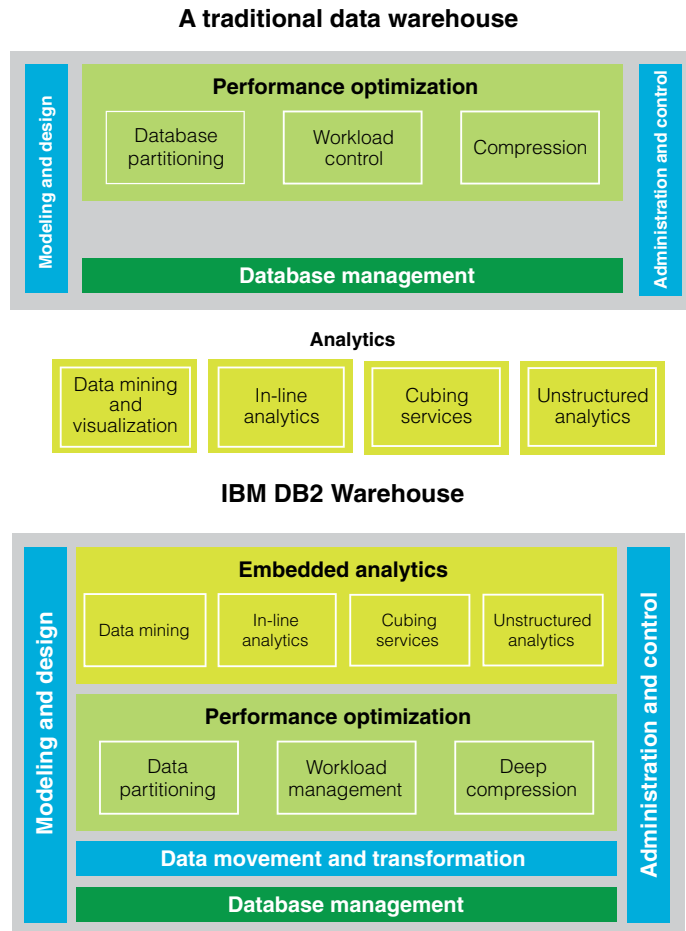 A traditional data warehouse
Modeling and design
Performance optimization
Database
partitioning
Workload
control
Compression
Database management
Administration and control
Analytics
Data mining
and
visualization
In-line
analytics
Cubing
services
Unstructured
analytics
IBM DB2 Warehouse
Modeling and design
Embedded analytics
Data mining
In-line
analytics
Cubing
services
Unstructured
analytics
Performance optimization
Data
partitioning
Workload
management
Deep
compression
Data movement and transformation
Database management
Administration and control